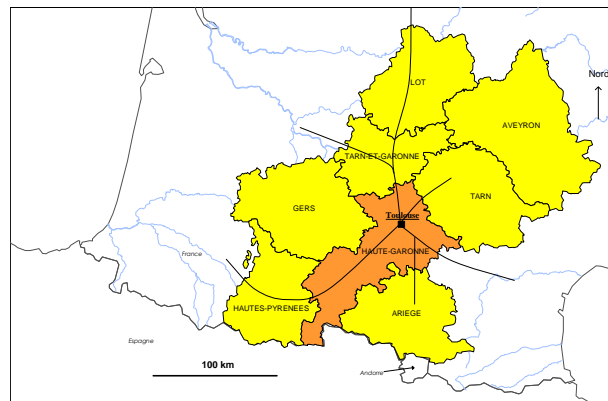 LOT
Nord
AVEYRON
TARN-ET-GARONNE
TARN
GERS
Toulouse
HAUTE-GARONNE
France
HAUTES-PYRENEES
ARIEGE
Espagne
100 km
Andorre